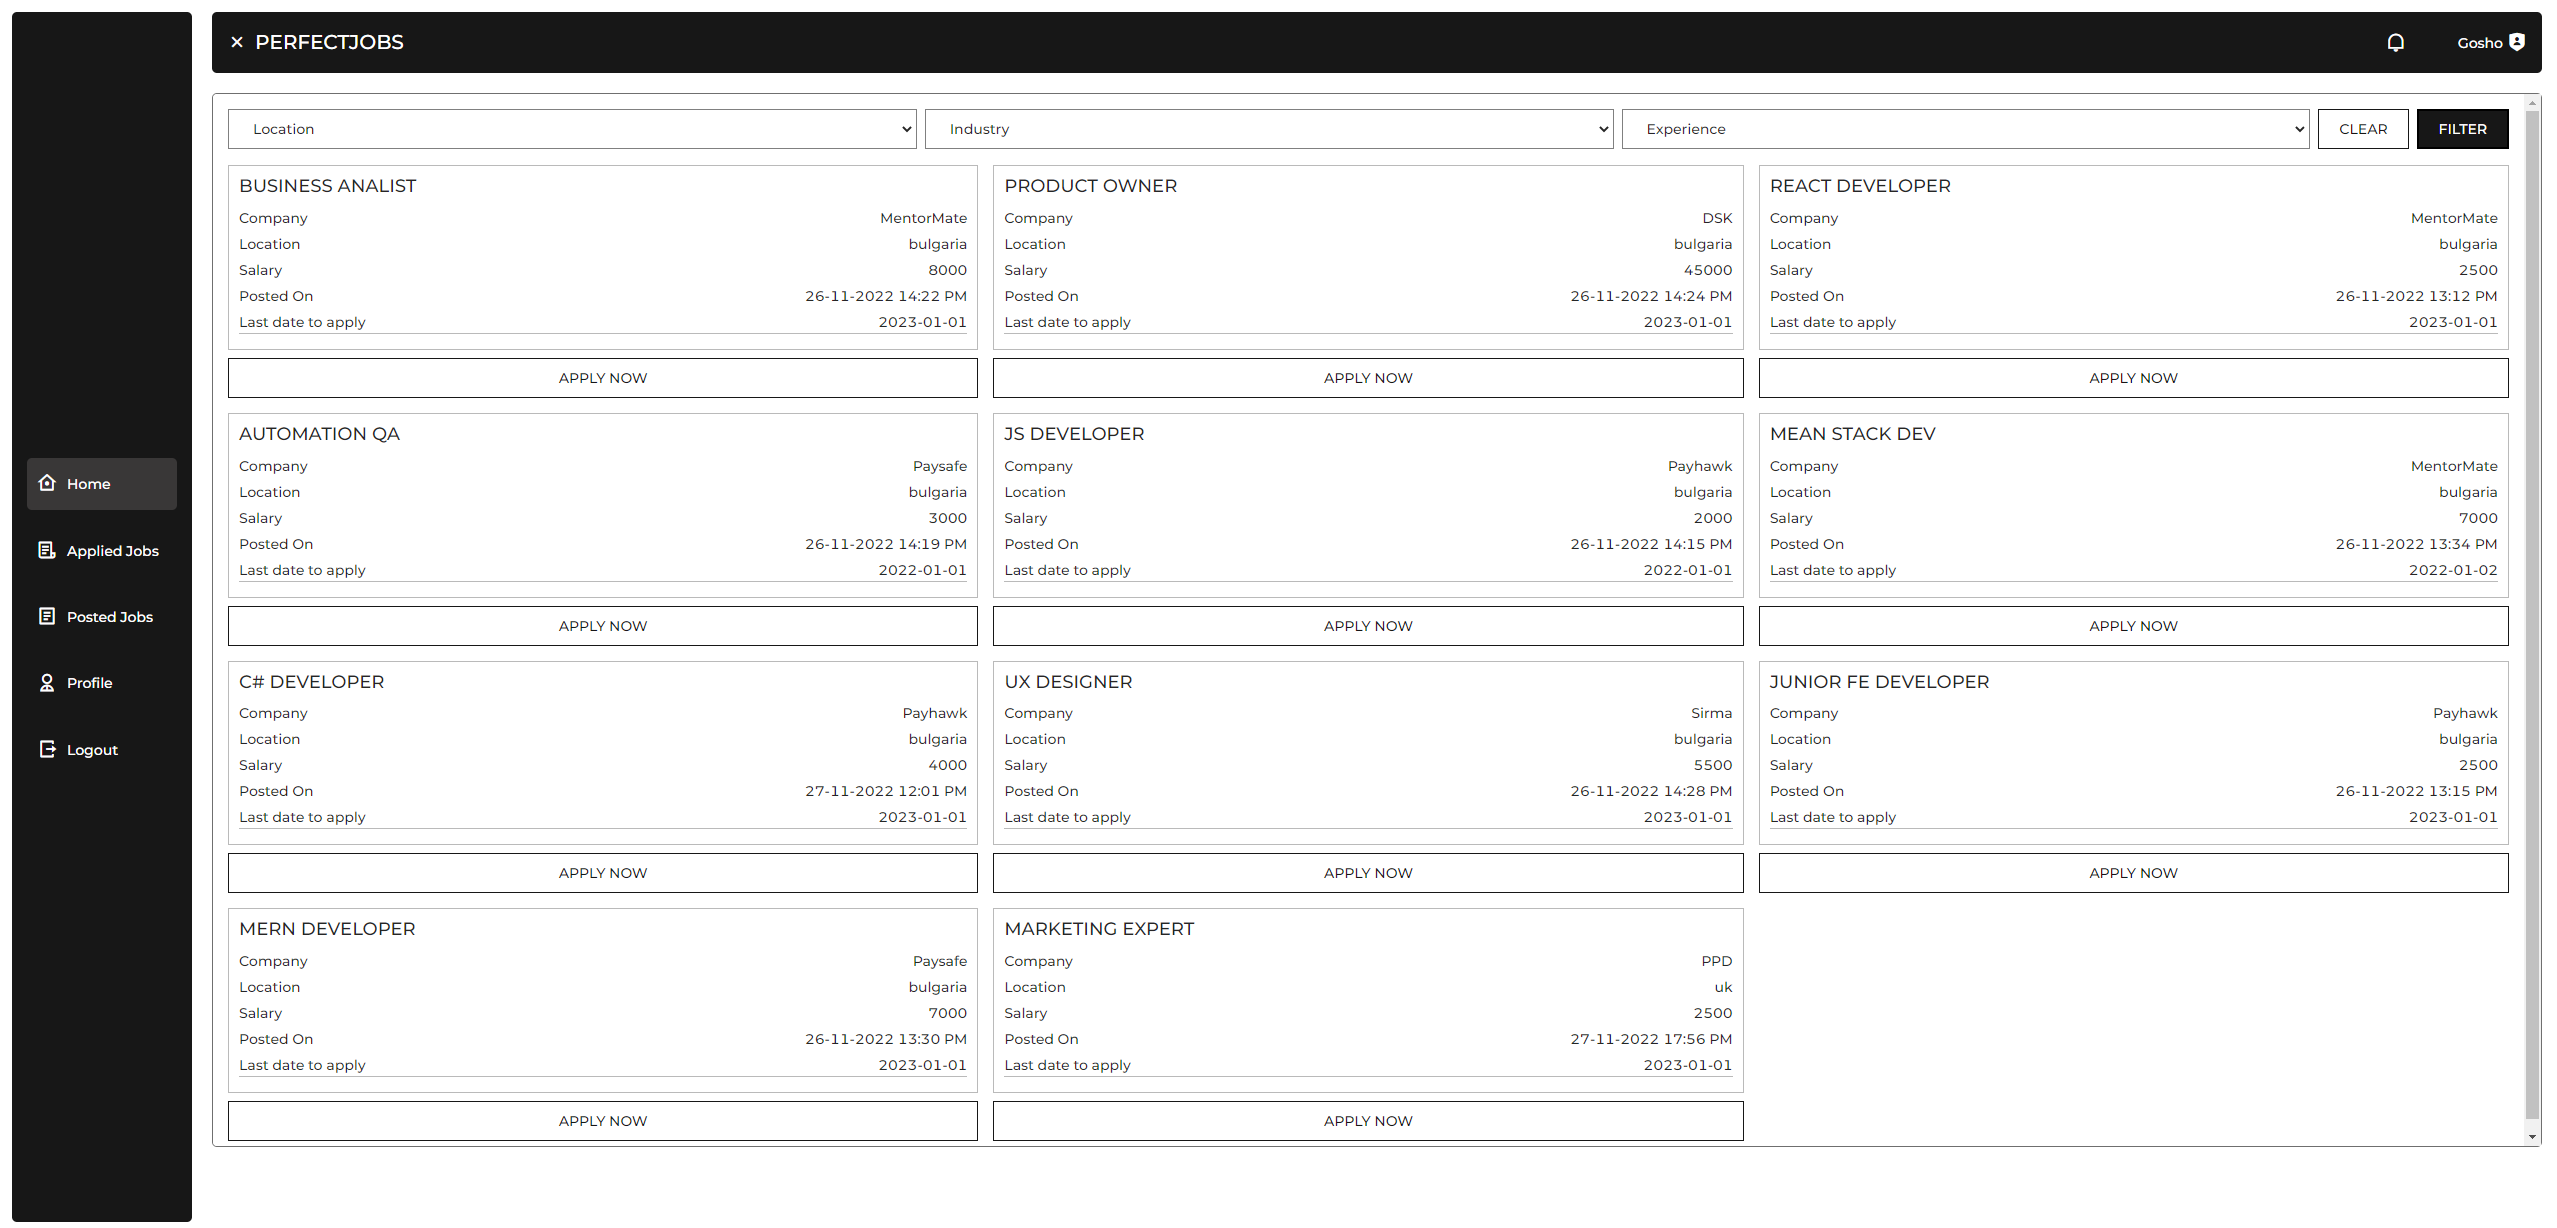 PERFECTJOBS
Gosho
Home
Applied Jobs
Posted Jobs
Profile
Logout
Location
Industry
Experience
CLEAR
FILTER
BUSINESS ANALIST
Company MentorMate
Location bulgaria
Salary 8000
Posted On 26-11-2022 14:22 PM
Last date to apply 2023-01-01
APPLY NOW
PRODUCT OWNER
Company DSK
Location bulgaria
Salary 45000
Posted On 26-11-2022 14:24 PM
Last date to apply 2023-01-01
APPLY NOW
REACT DEVELOPER
Company MentorMate
Location bulgaria
Salary 2500
Posted On 26-11-2022 13:12 PM
Last date to apply 2023-01-01
APPLY NOW
AUTOMATION QA
Company Paysafe
Location bulgaria
Salary 3000
Posted On 26-11-2022 14:19 PM
Last date to apply 2022-01-01
APPLY NOW
JS DEVELOPER
Company Payhawk
Location bulgaria
Salary 2000
Posted On 26-11-2022 14:15 PM
Last date to apply 2022-01-01
APPLY NOW
MEAN STACK DEV
Company MentorMate
Location bulgaria
Salary 7000
Posted On 26-11-2022 13:34 PM
Last date to apply 2022-01-02
APPLY NOW
C# DEVELOPER
Company Payhawk
Location bulgaria
Salary 4000
Posted On 27-11-2022 12:01 PM
Last date to apply 2023-01-01
APPLY NOW
UX DESIGNER
Company Sirma
Location bulgaria
Salary 5500
Posted On 26-11-2022 14:28 PM
Last date to apply 2023-01-01
APPLY NOW
JUNIOR FE DEVELOPER
Company Payhawk
Location bulgaria
Salary 2500
Posted On 26-11-2022 13:15 PM
Last date to apply 2023-01-01
APPLY NOW
MERN DEVELOPER
Company Paysafe
Location bulgaria
Salary 7000
Posted On 26-11-2022 13:30 PM
Last date to apply 2023-01-01
APPLY NOW
MARKETING EXPERT
Company PPD
Location uk
Salary 2500
Posted On 27-11-2022 17:56 PM
Last date to apply 2023-01-01
APPLY NOW